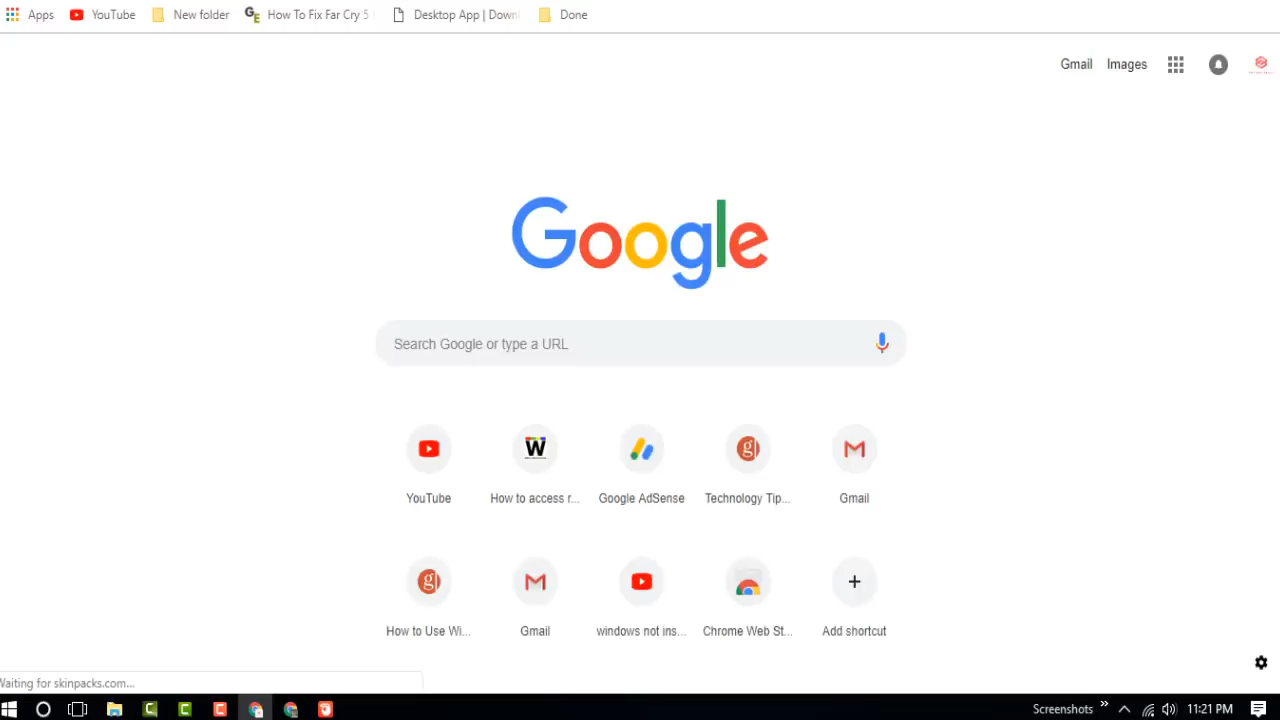 Apps YouTube New folder How To Fix Far Cry 5 Desktop App | Down Done
Gmail Images
Google
Search Google or type a URL
YouTube How to access r... Google AdSense Technology Tip... Gmail
How to Use Wi... Gmail windows not ins... Chrome Web St... Add shortcut
Waiting for skinpacks.com...
Screenshots 11:21 PM